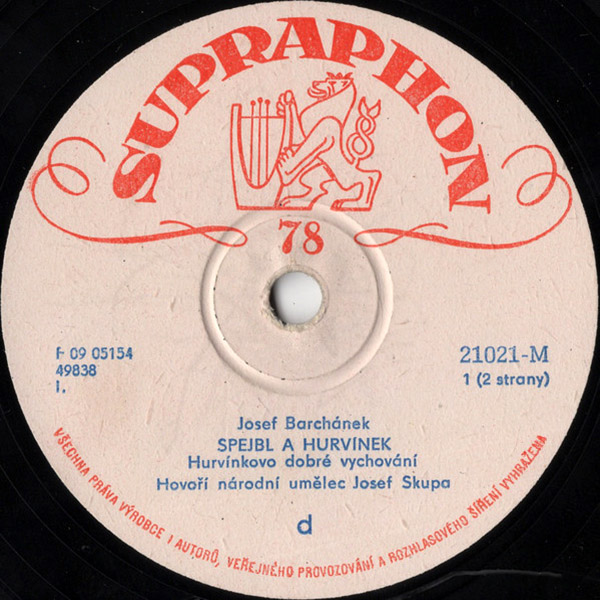 SUPRAPHON
78
F 09 05154
49838
I.
21021-M
1 (2 strany)
Josef Barchánek
SPEJBL A HURVÍNEK
Hurvínkovo dobré vychování
Hovoří národní umělec Josef Skupa
d
VŠECHNA PRÁVA VÝROBCE I AUTORŮ, VEŘEJNÉHO PROVOZOVÁNÍ A ROZHLASOVÉHO ŠÍŘENÍ VYHRAŽENA